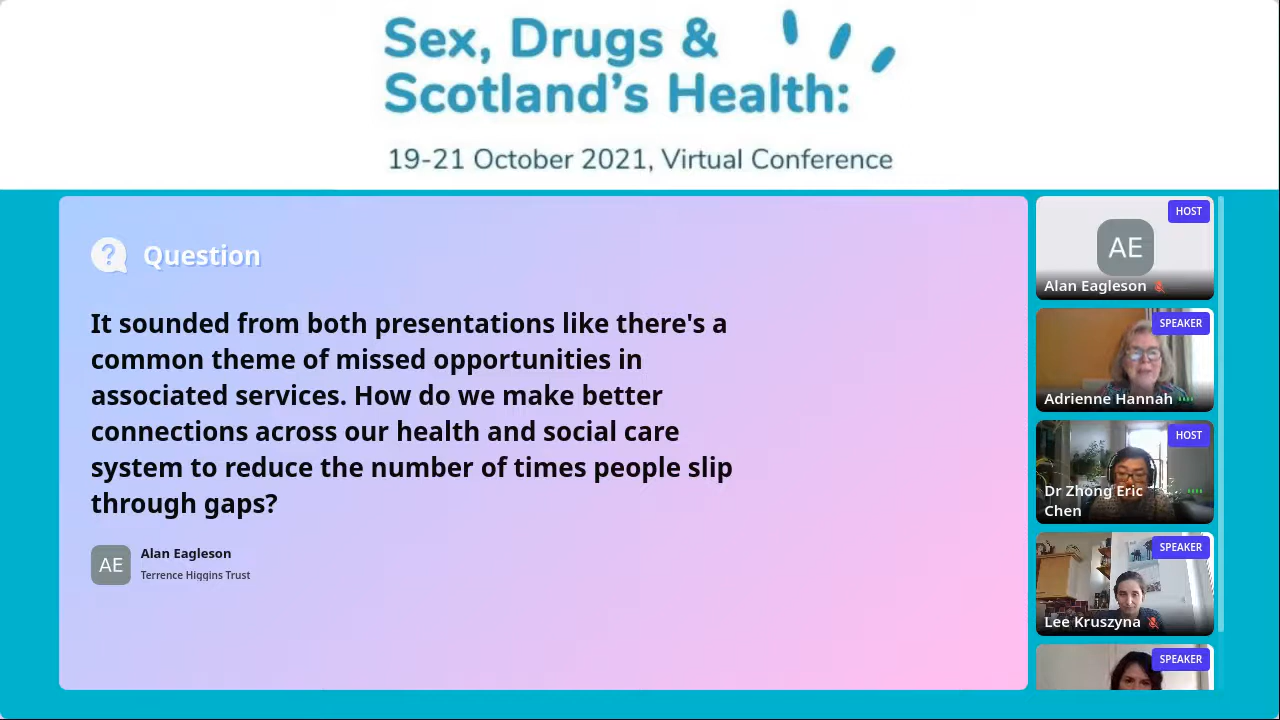 Sex, Drugs &
Scotland's Health:
19-21 October 2021, Virtual Conference
Question
It sounded from both presentations like there's a
common theme of missed opportunities in
associated services. How do we make better
connections across our health and social care
system to reduce the number of times people slip
through gaps?
AE
Alan Eagleson
Terrence Higgins Trust
HOST
AE
Alan Eagleson
SPEAKER
Adrienne Hannah
HOST
Dr Zhong Eric
Chen
SPEAKER
Lee Kruszyna
SPEAKER